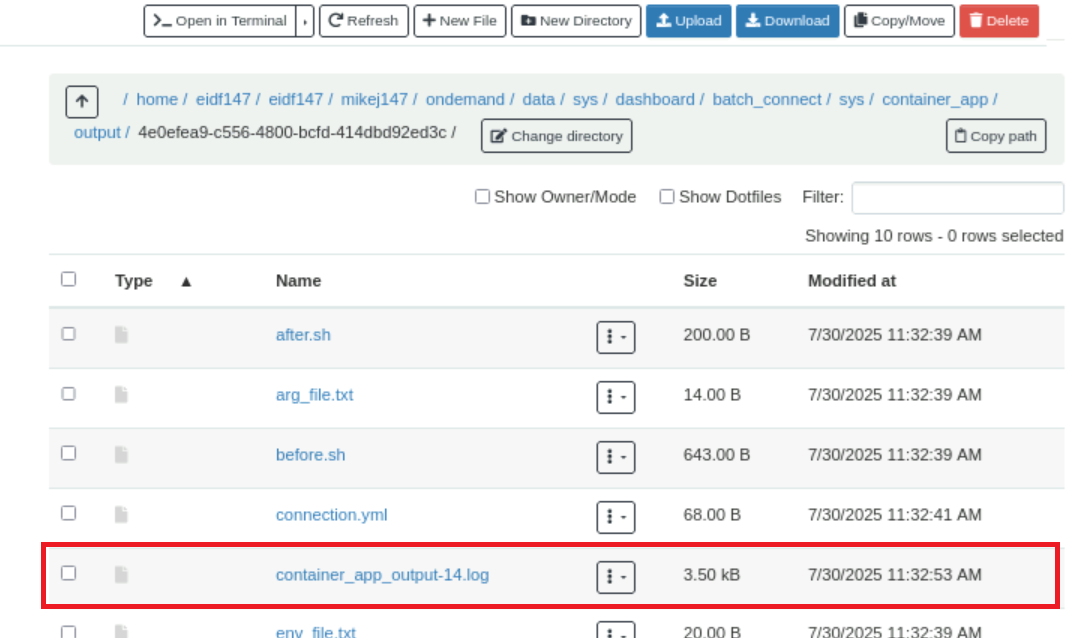 Open in Terminal Refresh New File New Directory Upload Download Copy/Move Delete
/ home / eidf147 / eidf147 / mikej147 / ondemand / data / sys / dashboard / batch_connect / sys / container_app /
output / 4e0efea9-c556-4800-bcfd-414dbd92ed3c / Change directory Copy path
Show Owner/Mode Show Dotfiles Filter:
Showing 10 rows - 0 rows selected
Type ▲ Name Size Modified at
after.sh 200.00 B 7/30/2025 11:32:39 AM
arg_file.txt 14.00 B 7/30/2025 11:32:39 AM
before.sh 643.00 B 7/30/2025 11:32:39 AM
connection.yml 68.00 B 7/30/2025 11:32:41 AM
container_app_output-14.log 3.50 kB 7/30/2025 11:32:53 AM
env_file.txt 20.00 B 7/30/2025 11:32:39 AM